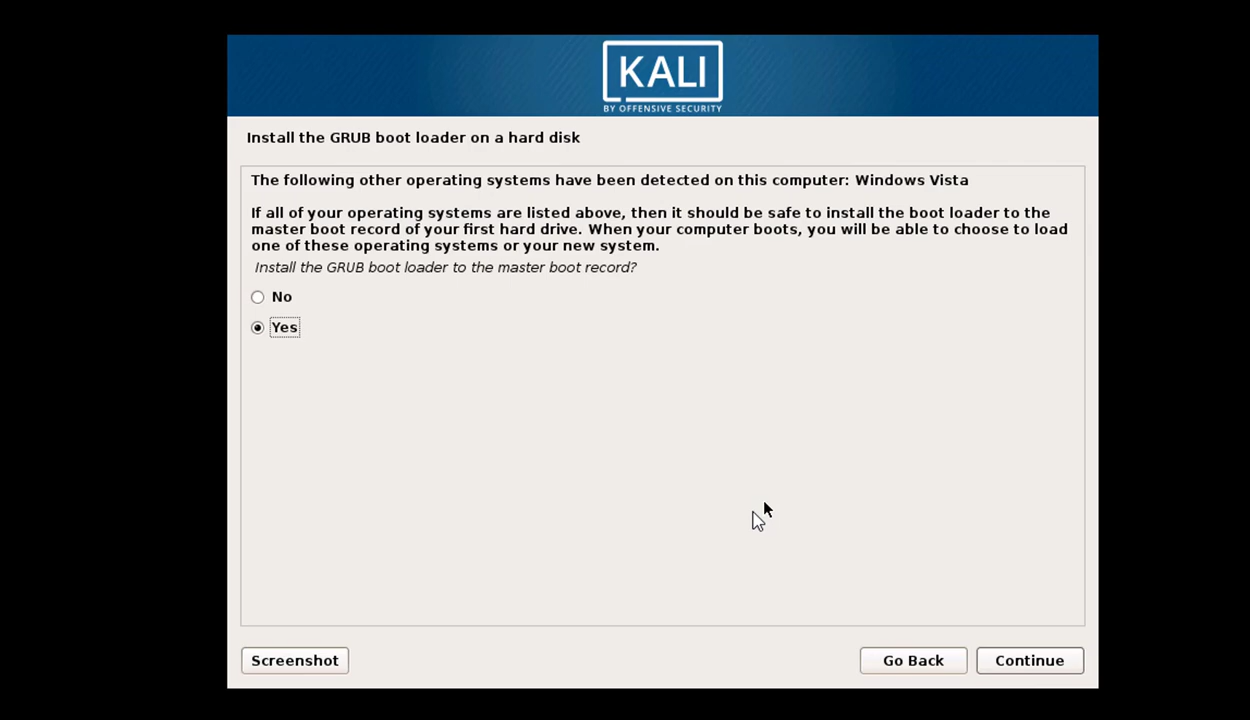 KALI
BY OFFENSIVE SECURITY
Install the GRUB boot loader on a hard disk
The following other operating systems have been detected on this computer: Windows Vista
If all of your operating systems are listed above, then it should be safe to install the boot loader to the
master boot record of your first hard drive. When your computer boots, you will be able to choose to load
one of these operating systems or your new system.
Install the GRUB boot loader to the master boot record?
No
Yes
Screenshot
Go Back
Continue